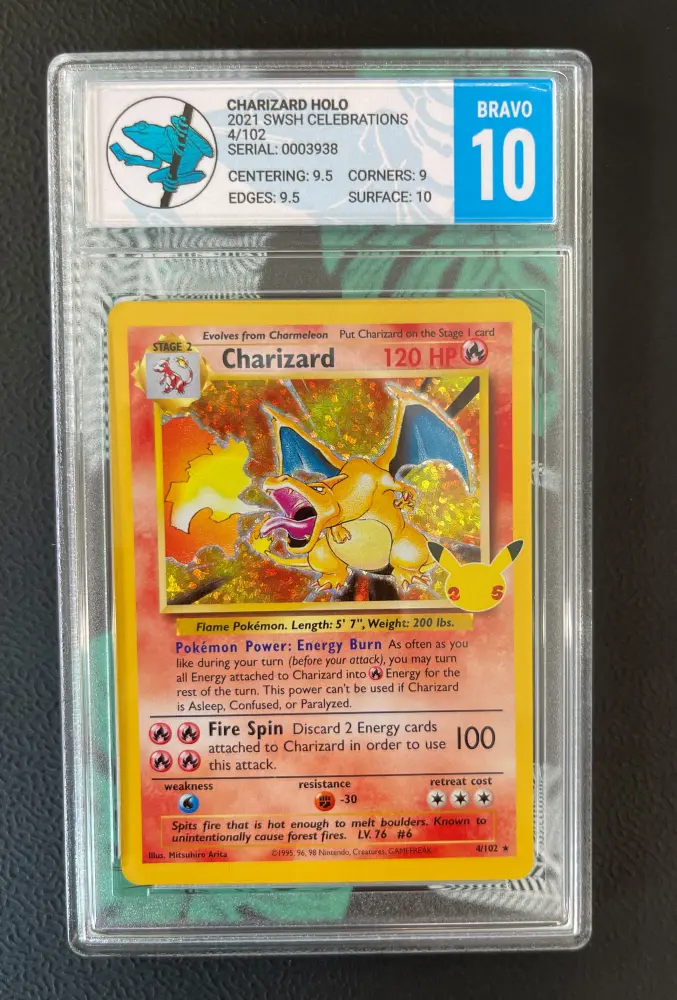 CHARIZARD HOLO
2021 SWSH CELEBRATIONS
4/102
SERIAL: 0003938
CENTERING: 9.5 CORNERS: 9
EDGES: 9.5 SURFACE: 10
BRAVO
10
Evolves from Charmeleon Put Charizard on the Stage 1 card
STAGE 2
Charizard 120 HP
25
Flame Pokémon. Length: 5' 7", Weight: 200 lbs.
Pokémon Power: Energy Burn As often as you
like during your turn (before your attack), you may turn
all Energy attached to Charizard into Energy for the
rest of the turn. This power can't be used if Charizard
is Asleep, Confused, or Paralyzed.
Fire Spin Discard 2 Energy cards
attached to Charizard in order to use
this attack.
100
weakness resistance retreat cost
-30
Spits fire that is hot enough to melt boulders. Known to
unintentionally cause forest fires. LV. 76 #6
Illus. Mitsuhiro Arita ©1995, 96, 98 Nintendo, Creatures, GAMEFREAK. 4/102 ★